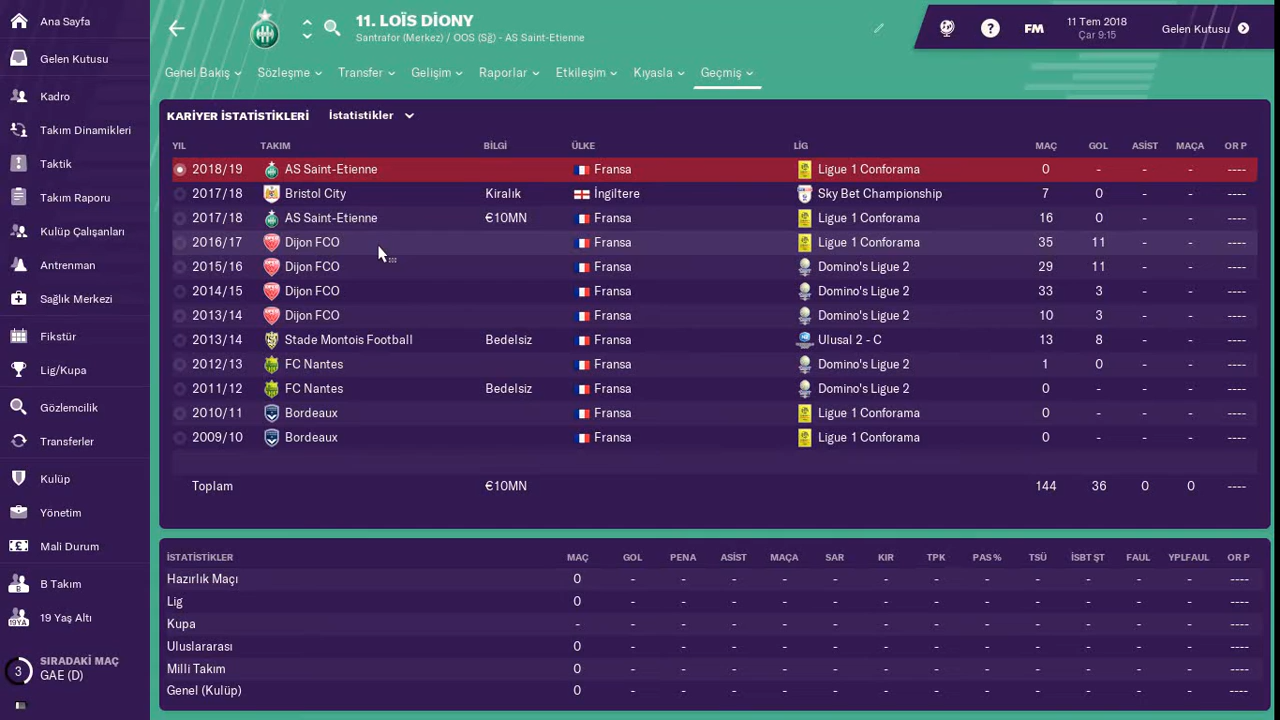 Ana Sayfa
Gelen Kutusu
Kadro
Takım Dinamikleri
Taktik
Takım Raporu
Kulüp Çalışanları
Antrenman
Sağlık Merkezi
Fikstür
Lig/Kupa
Gözlemcilik
Transferler
Kulüp
Yönetim
Mali Durum
B Takım
19 Yaş Altı
3 SIRADAKİ MAÇ
GAE (D)
11. LOÏS DİONY
Santrafor (Merkez) / OOS (Sğ) - AS Saint-Etienne
FM
11 Tem 2018
Çar 9:15
Gelen Kutusu
Genel Bakış Sözleşme Transfer Gelişim Raporlar Etkileşim Kıyasla Geçmiş
KARİYER İSTATİSTİKLERİ İstatistikler
YIL TAKIM BİLGİ ÜLKE LİG MAÇ GOL ASİST MAÇA OR P
2018/19 AS Saint-Etienne Fransa Ligue 1 Conforama 0 - - - ----
2017/18 Bristol City Kiralık İngiltere Sky Bet Championship 7 0 - - ----
2017/18 AS Saint-Etienne €10MN Fransa Ligue 1 Conforama 16 0 - - ----
2016/17 Dijon FCO Fransa Ligue 1 Conforama 35 11 - - ----
2015/16 Dijon FCO Fransa Domino's Ligue 2 29 11 - - ----
2014/15 Dijon FCO Fransa Domino's Ligue 2 33 3 - - ----
2013/14 Dijon FCO Fransa Domino's Ligue 2 10 3 - - ----
2013/14 Stade Montois Football Bedelsiz Fransa Ulusal 2 - C 13 8 - - ----
2012/13 FC Nantes Fransa Domino's Ligue 2 1 0 - - ----
2011/12 FC Nantes Bedelsiz Fransa Domino's Ligue 2 0 - - - ----
2010/11 Bordeaux Fransa Ligue 1 Conforama 0 - - - ----
2009/10 Bordeaux Fransa Ligue 1 Conforama 0 - - - ----
Toplam €10MN 144 36 0 0 ----
İSTATİSTİKLER MAÇ GOL PENA ASİST MAÇA SAR KIR TPK PAS % TSÜ İSBT ŞT FAUL YPLFAUL OR P
Hazırlık Maçı 0 - - - - - - - - - - - - ----
Lig 0 - - - - - - - - - - - - ----
Kupa - - - - - - - - - - - - - ----
Uluslararası 0 - - - - - - - - - - - - ----
Milli Takım 0 - - - - - - - - - - - - ----
Genel (Kulüp) 0 - - - - - - - - - - - - ----